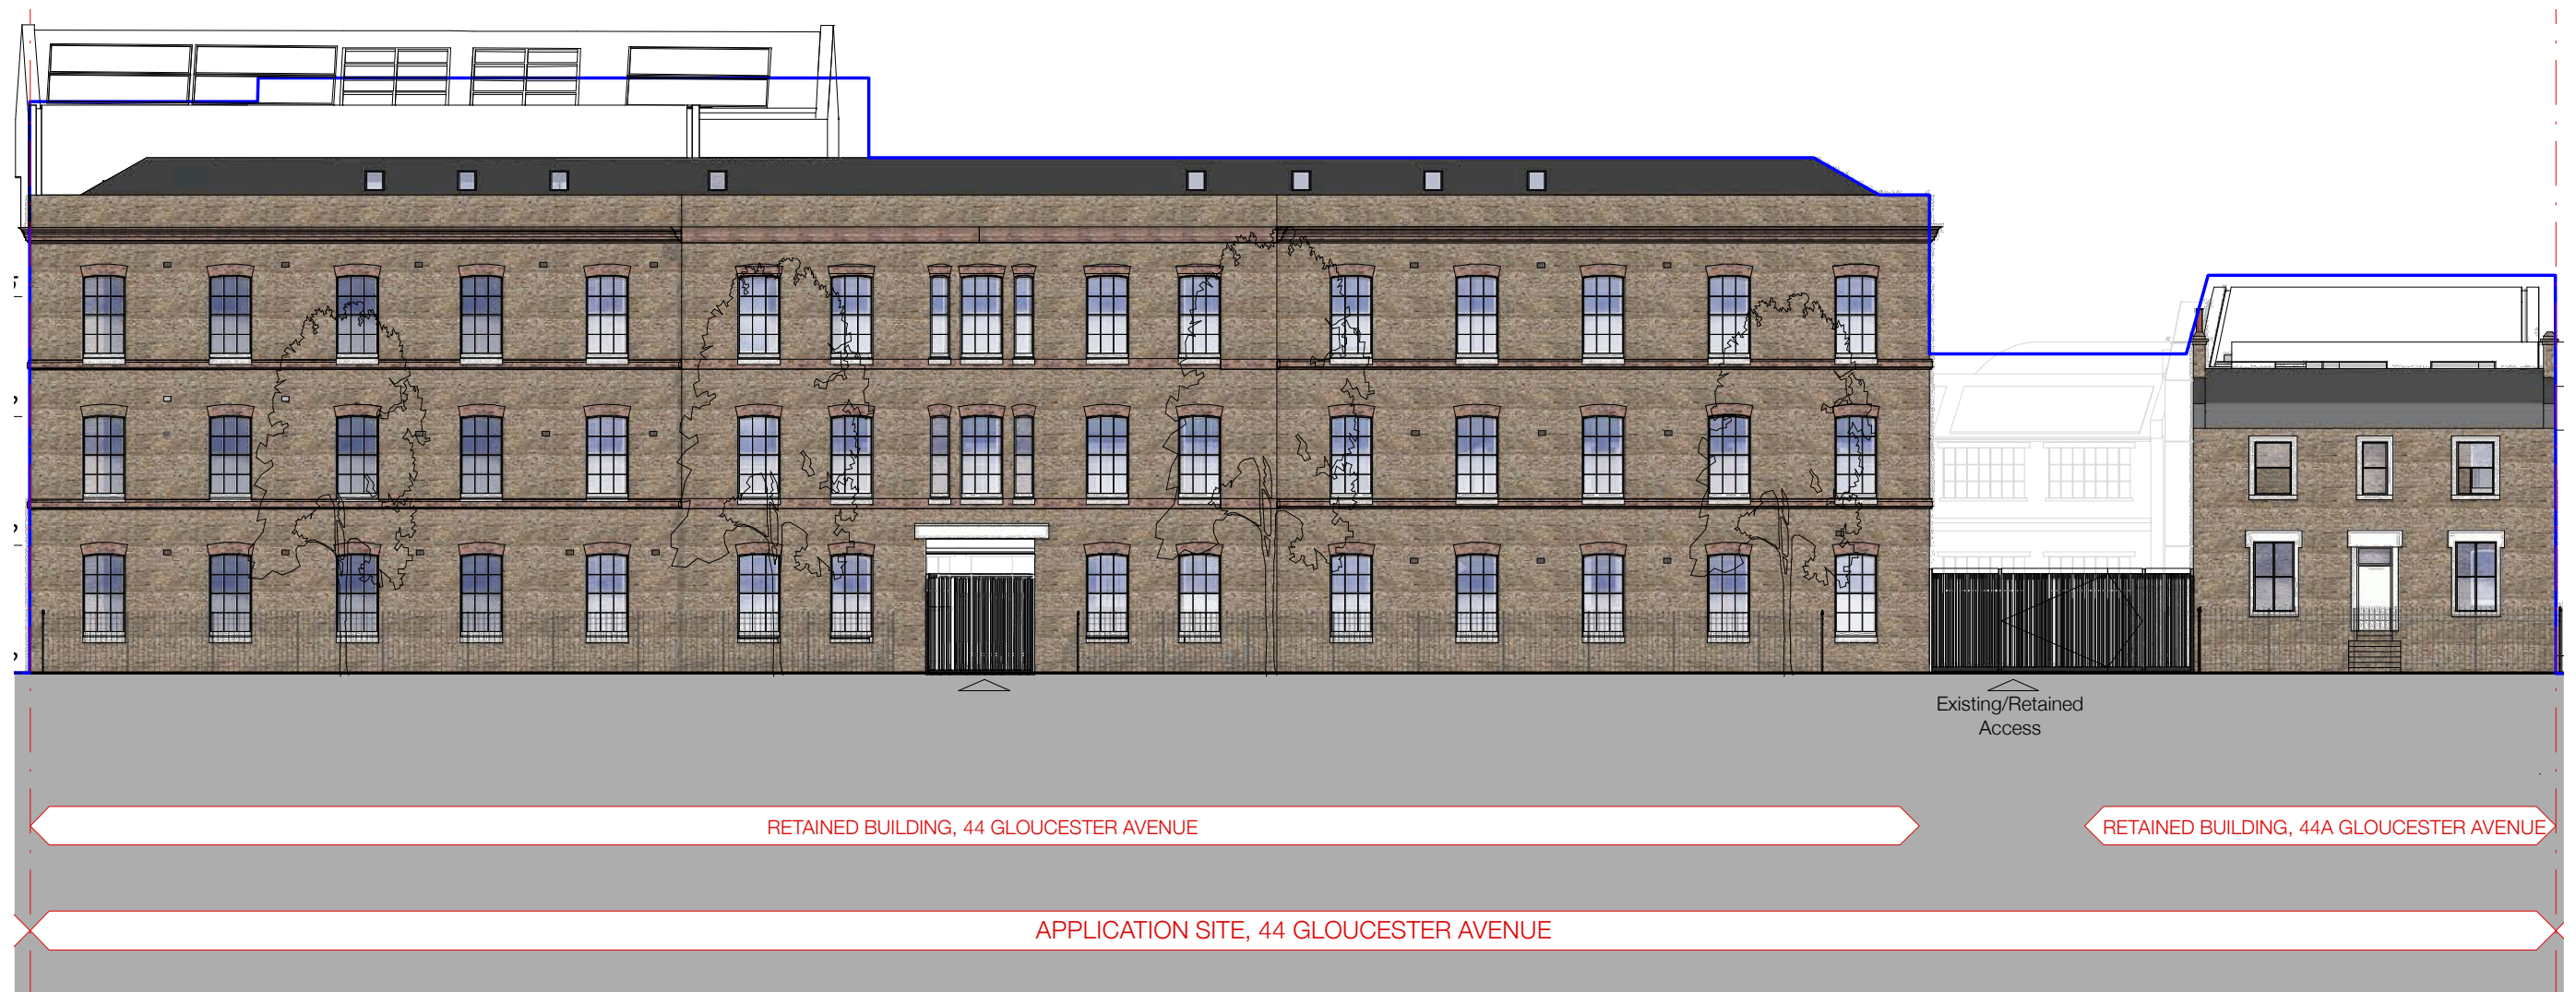 Existing/Retained
Access
RETAINED BUILDING, 44 GLOUCESTER AVENUE
RETAINED BUILDING, 44A GLOUCESTER AVENUE
APPLICATION SITE, 44 GLOUCESTER AVENUE